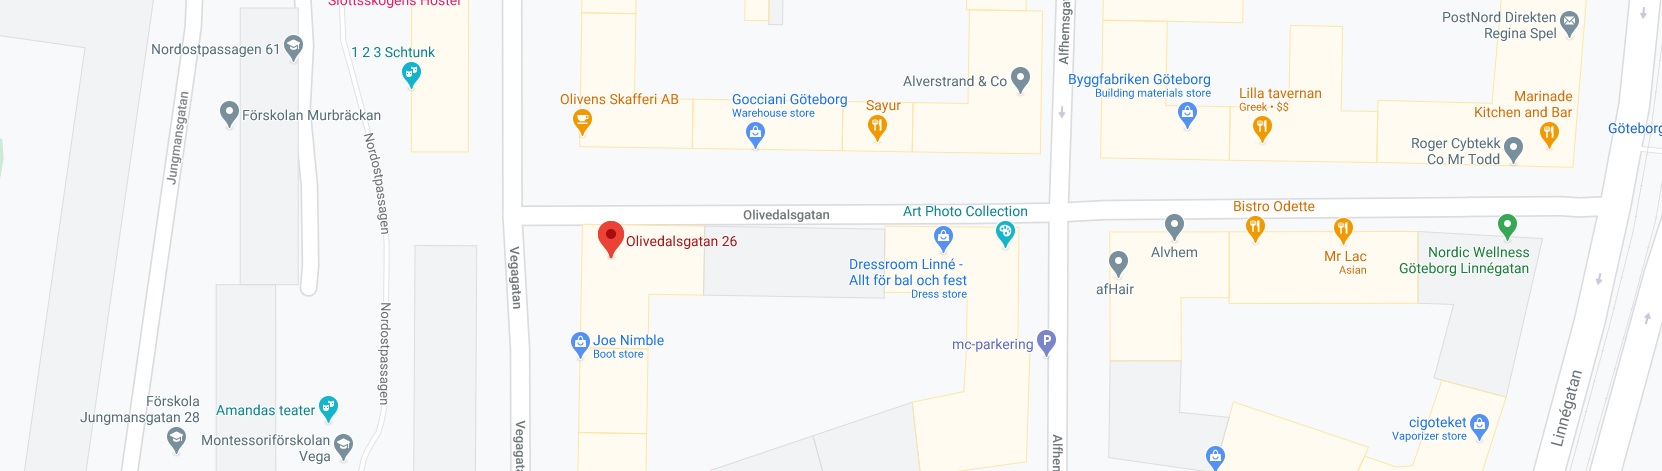 Slottsskogens Hostel
Nordostpassagen 61
1 2 3 Schtunk
Förskolan Murbräckan
Jungmansgatan
Nordostpassagen
Nordostpassagen
Förskola
Jungmansgatan 28
Amandas teater
Montessoriförskolan
Vega
Olivens Skafferi AB
Gocciani Göteborg
Warehouse store
Sayur
Alverstrand & Co
Alfhemsgat
Byggfabriken Göteborg
Building materials store
Lilla tavernan
Greek • $$
PostNord Direkten
Regina Spel
Marinade
Kitchen and Bar
Roger Cybtekk
Co Mr Todd
Göteborg
Olivedalsgatan
Art Photo Collection
Olivedalsgatan 26
Vegagatan
Vegagata
Joe Nimble
Boot store
Dressroom Linné -
Allt för bal och fest
Dress store
mc-parkering
P
Alfhem
Alvhem
afHair
Bistro Odette
Mr Lac
Asian
Nordic Wellness
Göteborg Linnégatan
Linnégatan
cigoteket
Vaporizer store